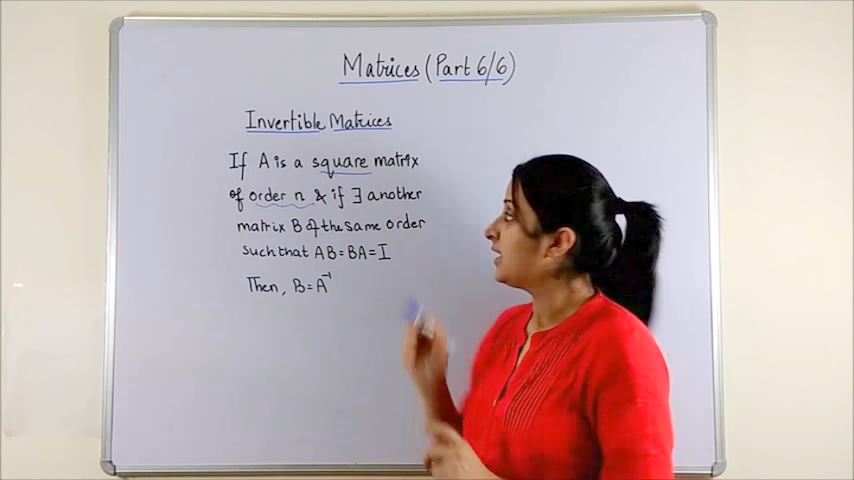 Matrices (Part 6/6)
Invertible Matrices
If A is a square matrix
of order n & if ∃ another
matrix B of the same order
such that AB=BA=I
Then, B=A⁻¹